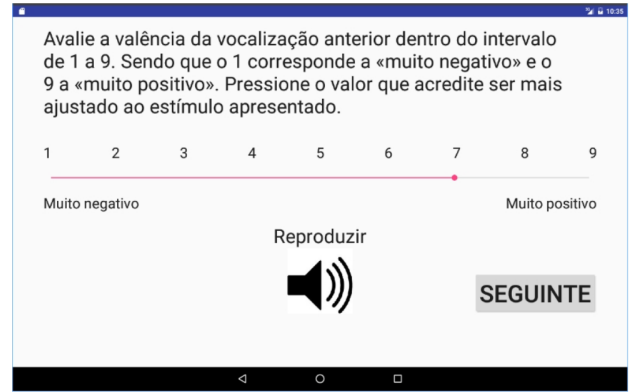 10:35
Avalie a valência da vocalização anterior dentro do intervalo
de 1 a 9. Sendo que o 1 corresponde a «muito negativo» e o
9 a «muito positivo». Pressione o valor que acredite ser mais
ajustado ao estímulo apresentado.
1 2 3 4 5 6 7 8 9
Muito negativo Muito positivo
Reproduzir
SEGUINTE